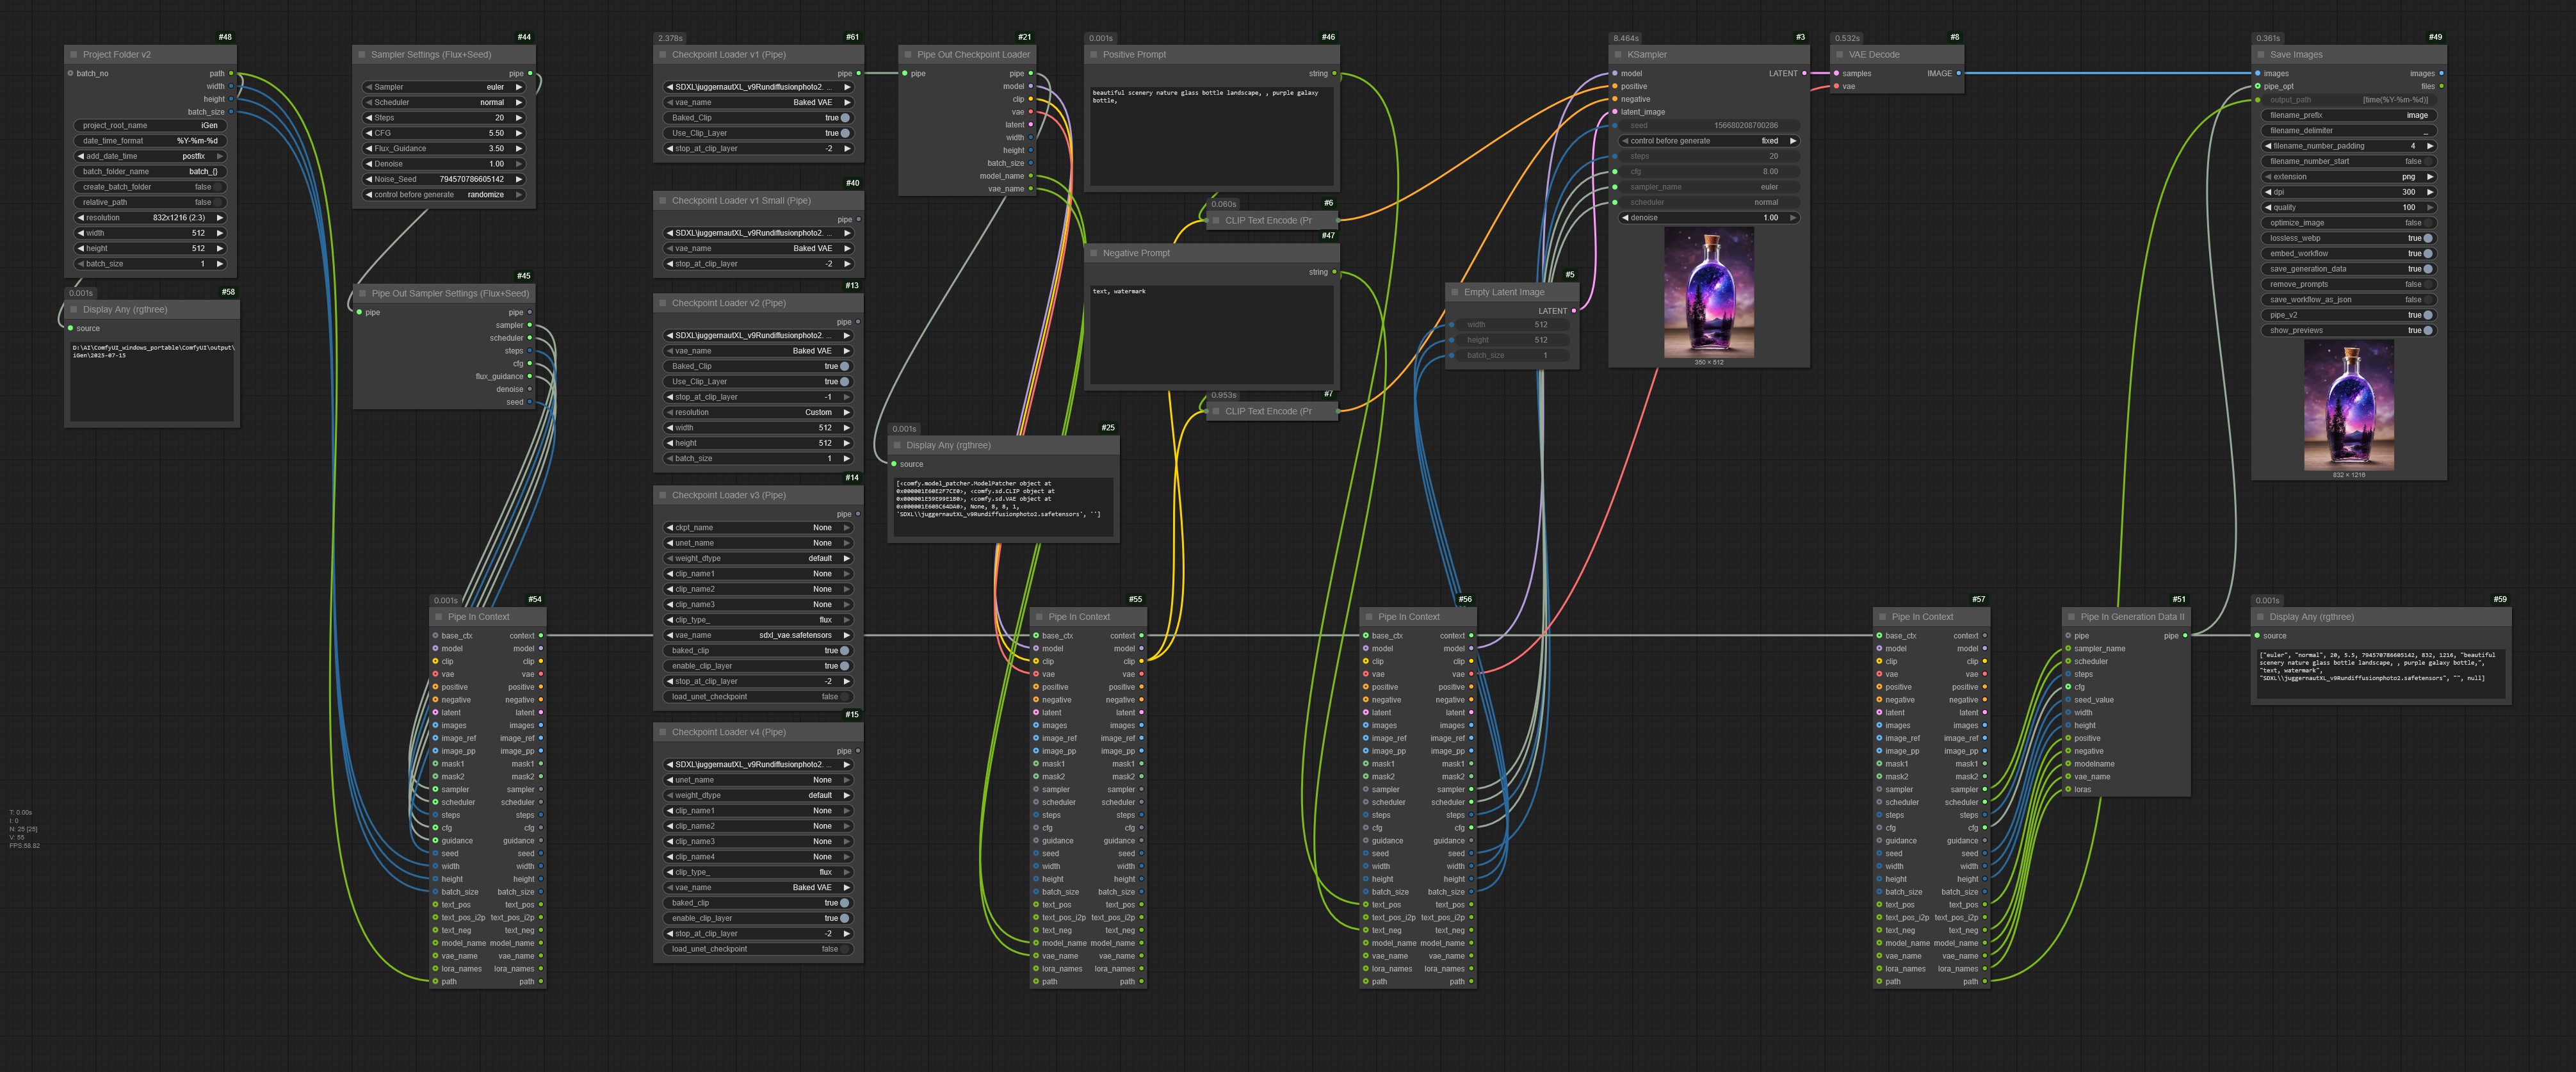 #48
Project Folder v2
batch_no path
width
height
batch_size
project_root_name iGen
date_time_format %Y-%m-%d
add_date_time postfix
batch_folder_name batch_{}
create_batch_folder false
relative_path false
resolution 832x1216 (2:3)
width 512
height 512
batch_size 1
0.001s #58
Display Any (rgthree)
source
D:\AI\ComfyUI_windows_portable\ComfyUI\output\
iGen\2025-07-15
#44
Sampler Settings (Flux+Seed)
pipe
Sampler euler
Scheduler normal
Steps 20
CFG 5.50
Flux_Guidance 3.50
Denoise 1.00
Noise_Seed 794570786605142
control before generate randomize
#45
Pipe Out Sampler Settings (Flux+Seed)
pipe pipe
sampler
scheduler
steps
cfg
flux_guidance
denoise
seed
0.001s #54
Pipe In Context
base_ctx context
model model
clip clip
vae vae
positive positive
negative negative
latent latent
images images
image_ref image_ref
image_pp image_pp
mask1 mask1
mask2 mask2
sampler sampler
scheduler scheduler
steps steps
cfg cfg
guidance guidance
seed seed
width width
height height
batch_size batch_size
text_pos text_pos
text_pos_i2p text_pos_i2p
text_neg text_neg
model_name model_name
vae_name vae_name
lora_names lora_names
path path
T: 0.00s
I: 0
N: 25 [25]
V: 55
FPS:58.82
2.378s #61
Checkpoint Loader v1 (Pipe)
pipe
SDXL\juggernautXL_v9Rundiffusionphoto2. ...
vae_name Baked VAE
Baked_Clip true
Use_Clip_Layer true
stop_at_clip_layer -2
#40
Checkpoint Loader v1 Small (Pipe)
pipe
SDXL\juggernautXL_v9Rundiffusionphoto2. ...
vae_name Baked VAE
stop_at_clip_layer -2
#13
Checkpoint Loader v2 (Pipe)
pipe
SDXL\juggernautXL_v9Rundiffusionphoto2. ...
vae_name Baked VAE
Baked_Clip true
Use_Clip_Layer true
stop_at_clip_layer -1
resolution Custom
width 512
height 512
batch_size 1
#14
Checkpoint Loader v3 (Pipe)
pipe
ckpt_name None
unet_name None
weight_dtype default
clip_name1 None
clip_name2 None
clip_name3 None
clip_type_ flux
vae_name sdxl_vae.safetensors
baked_clip true
enable_clip_layer true
stop_at_clip_layer -2
load_unet_checkpoint false
#15
Checkpoint Loader v4 (Pipe)
pipe
SDXL\juggernautXL_v9Rundiffusionphoto2. ...
unet_name None
weight_dtype default
clip_name1 None
clip_name2 None
clip_name3 None
clip_name4 None
clip_type_ flux
vae_name Baked VAE
baked_clip true
enable_clip_layer true
stop_at_clip_layer -2
load_unet_checkpoint false
#21
Pipe Out Checkpoint Loader
pipe pipe
model
clip
vae
latent
width
height
batch_size
model_name
vae_name
0.001s #25
Display Any (rgthree)
source
[<comfy.model_patcher.ModelPatcher object at
0x000001E60E2F7CE0>, <comfy.sd.CLIP object at
0x000001E59E99E180>, <comfy.sd.VAE object at
0x000001E60BC64DA0>, None, 8, 8, 1,
'SDXL\\juggernautXL_v9Rundiffusionphoto2.safetensors', '']
0.001s #46
Positive Prompt
string
beautiful scenery nature glass bottle landscape, , purple galaxy
bottle,
0.060s #6
CLIP Text Encode (Pr
#47
Negative Prompt
string
text, watermark
0.953s #7
CLIP Text Encode (Pr
#55
Pipe In Context
base_ctx context
model model
clip clip
vae vae
positive positive
negative negative
latent latent
images images
image_ref image_ref
image_pp image_pp
mask1 mask1
mask2 mask2
sampler sampler
scheduler scheduler
steps steps
cfg cfg
guidance guidance
seed seed
width width
height height
batch_size batch_size
text_pos text_pos
text_pos_i2p text_pos_i2p
text_neg text_neg
model_name model_name
vae_name vae_name
lora_names lora_names
path path
#5
Empty Latent Image
LATENT
width 512
height 512
batch_size 1
#56
Pipe In Context
base_ctx context
model model
clip clip
vae vae
positive positive
negative negative
latent latent
images images
image_ref image_ref
image_pp image_pp
mask1 mask1
mask2 mask2
sampler sampler
scheduler scheduler
steps steps
cfg cfg
guidance guidance
seed seed
width width
height height
batch_size batch_size
text_pos text_pos
text_pos_i2p text_pos_i2p
text_neg text_neg
model_name model_name
vae_name vae_name
lora_names lora_names
path path
8.464s #3
KSampler
model LATENT
positive
negative
latent_image
seed 156680208700286
control before generate fixed
steps 20
cfg 8.00
sampler_name euler
scheduler normal
denoise 1.00
350 × 512
0.532s #8
VAE Decode
samples IMAGE
vae
#57
Pipe In Context
base_ctx context
model model
clip clip
vae vae
positive positive
negative negative
latent latent
images images
image_ref image_ref
image_pp image_pp
mask1 mask1
mask2 mask2
sampler sampler
scheduler scheduler
steps steps
cfg cfg
guidance guidance
seed seed
width width
height height
batch_size batch_size
text_pos text_pos
text_pos_i2p text_pos_i2p
text_neg text_neg
model_name model_name
vae_name vae_name
lora_names lora_names
path path
#51
Pipe In Generation Data II
pipe pipe
sampler_name
scheduler
steps
cfg
seed_value
width
height
positive
negative
modelname
vae_name
loras
0.361s #49
Save Images
images images
pipe_opt files
output_path [time(%Y-%m-%d)]
filename_prefix image
filename_delimiter _
filename_number_padding 4
filename_number_start false
extension png
dpi 300
quality 100
optimize_image false
lossless_webp true
embed_workflow true
save_generation_data true
remove_prompts false
save_workflow_as_json false
pipe_v2 true
show_previews true
832 × 1216
0.001s #59
Display Any (rgthree)
source
["euler", "normal", 20, 5.5, 794570786605142, 832, 1216, "beautiful
scenery nature glass bottle landscape, , purple galaxy bottle,",
"text, watermark",
"SDXL\\juggernautXL_v9Rundiffusionphoto2.safetensors", "", null]